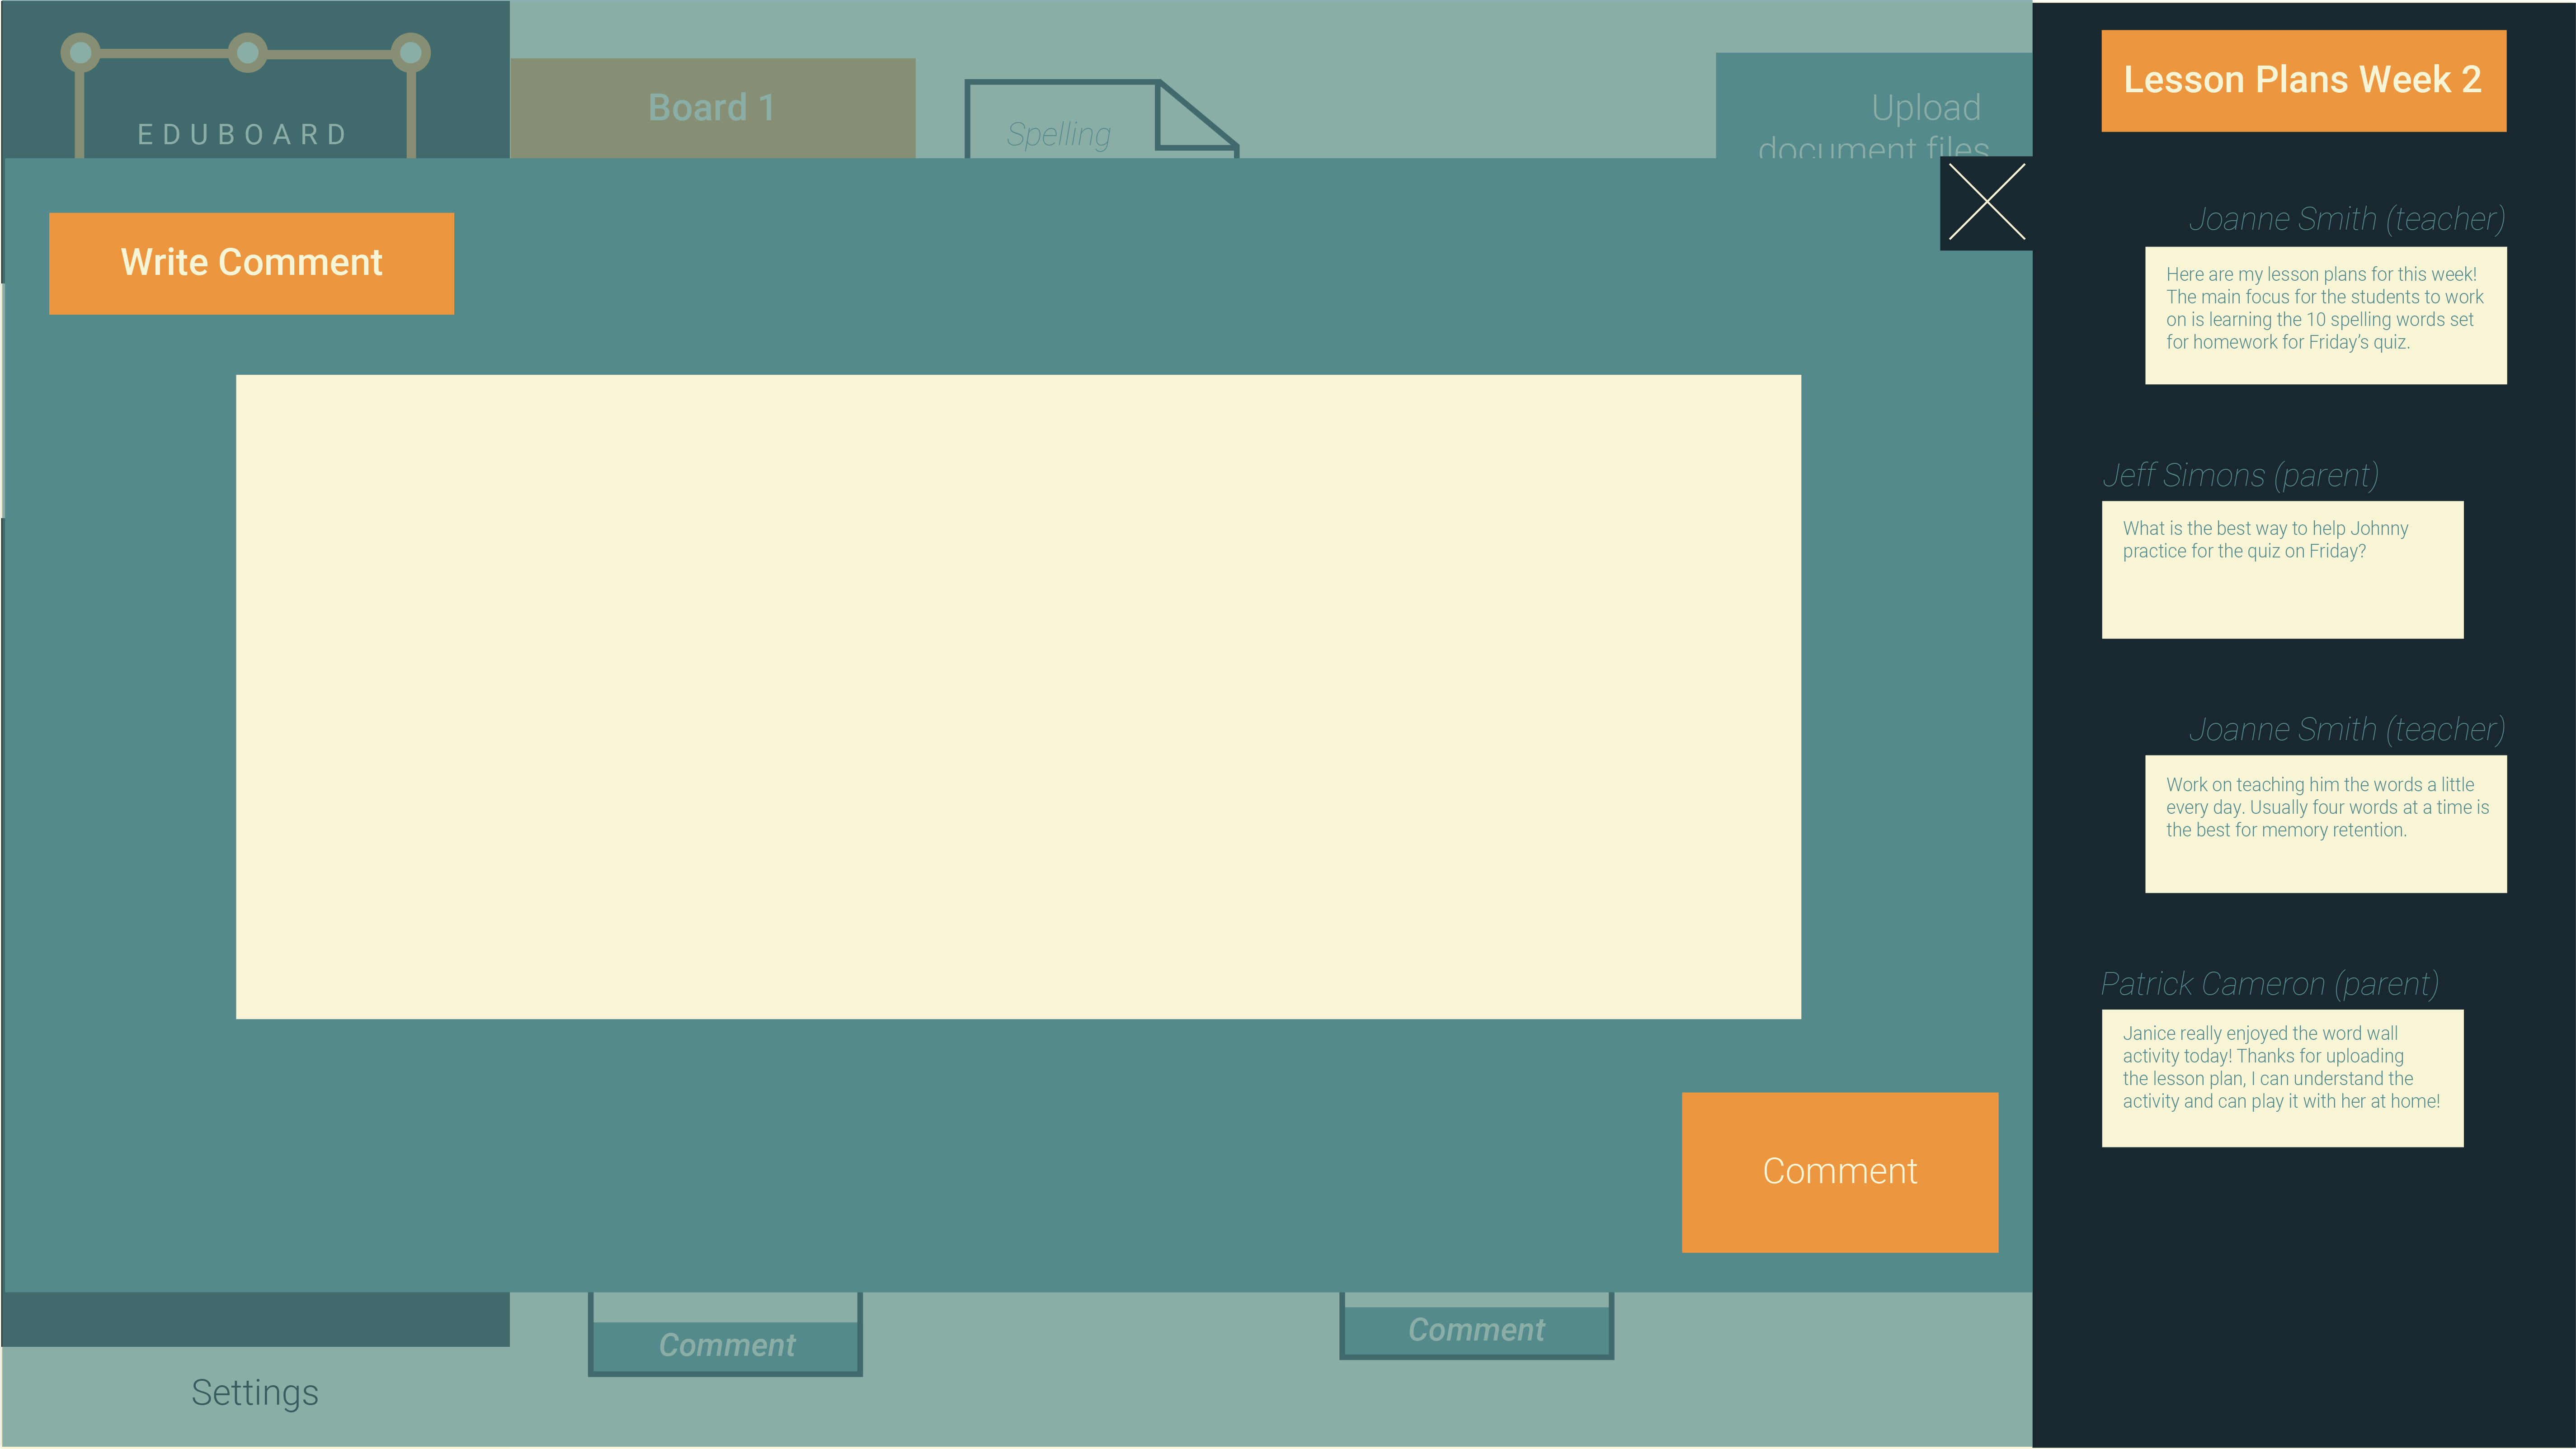 EDUBOARD
Board 1
Spelling
Upload
document files
Lesson Plans Week 2
Write Comment
Joanne Smith (teacher)
Here are my lesson plans for this week!
The main focus for the students to work
on is learning the 10 spelling words set
for homework for Friday's quiz.
Jeff Simons (parent)
What is the best way to help Johnny
practice for the quiz on Friday?
Joanne Smith (teacher)
Work on teaching him the words a little
every day. Usually four words at a time is
the best for memory retention.
Patrick Cameron (parent)
Janice really enjoyed the word wall
activity today! Thanks for uploading
the lesson plan, I can understand the
activity and can play it with her at home!
Comment
Comment
Comment
Settings